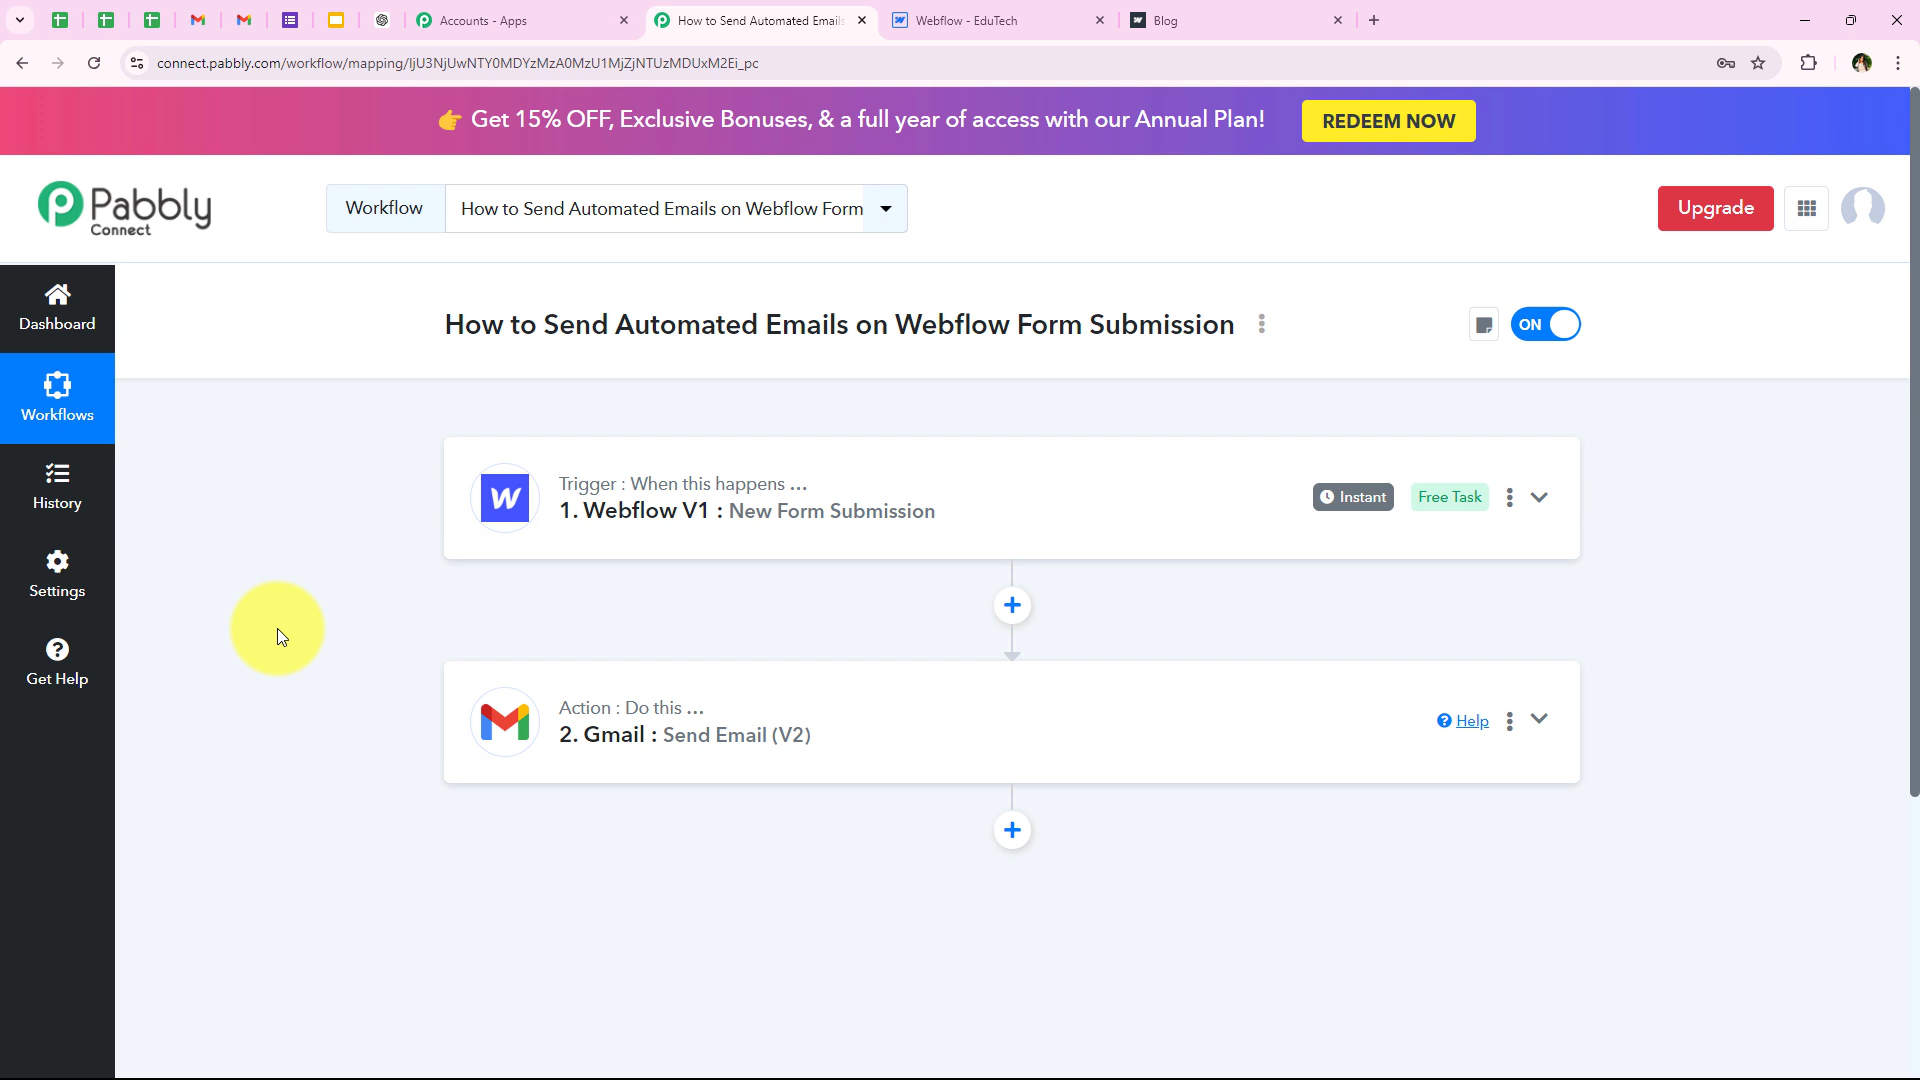 Accounts - Apps
How to Send Automated Emails
Webflow - EduTech
Blog
connect.pabbly.com/workflow/mapping/IjU3NjUwNTY0MDYzMzA0MzU1MjZjNTUzMDUxM2Ei_pc
👉 Get 15% OFF, Exclusive Bonuses, & a full year of access with our Annual Plan!
REDEEM NOW
Pabbly
Connect
Workflow
How to Send Automated Emails on Webflow Form
Upgrade
Dashboard
Workflows
History
Settings
Get Help
How to Send Automated Emails on Webflow Form Submission
ON
Trigger : When this happens ...
1. Webflow V1 : New Form Submission
Instant
Free Task
Action : Do this ...
2. Gmail : Send Email (V2)
Help